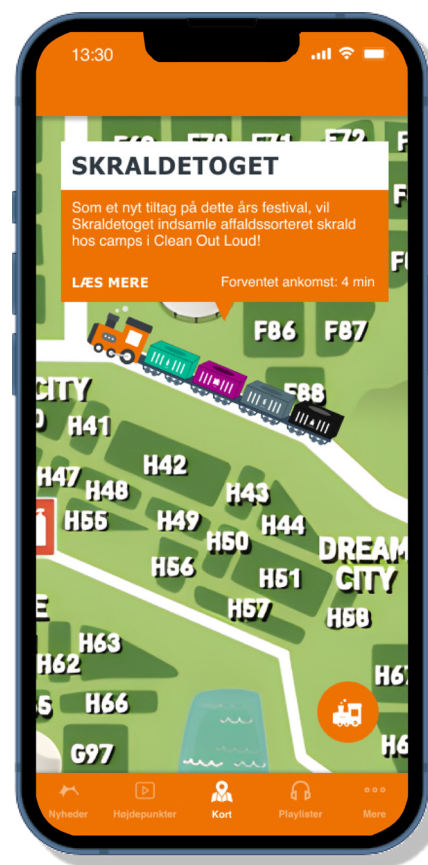 13:30
F71
F72
SKRALDETOGET
Som et nyt tiltag på dette års festival, vil
Skraldetoget indsamle affaldssorteret skrald
hos camps i Clean Out Loud!
LÆS MERE Forventet ankomst: 4 min
F86 F87
F88
CITY
H41
H42
H47
H48
H43
H55
H49
H44
H50
DREAM
CITY
H56
H51
H57
H58
H63
H62
H66
G97
Nyheder Højdepunkter Kort Playlister Mere